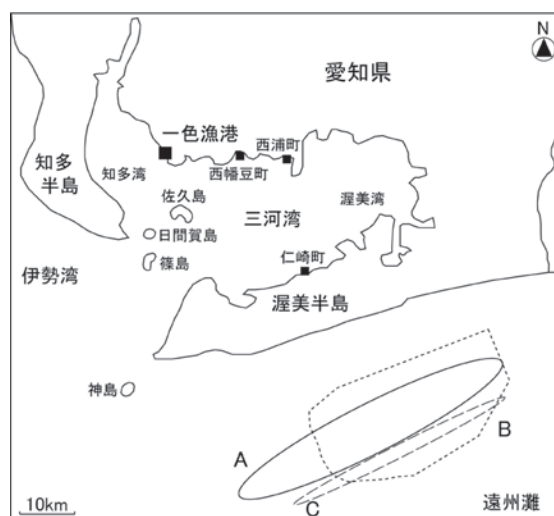 N
愛知県
一色漁港
西浦町
知多
半島
知多湾
西幡豆町
佐久島
三河湾
渥美湾
日間賀島
伊勢湾
篠島
仁崎町
渥美半島
神島
A
B
C
10km
遠州灘